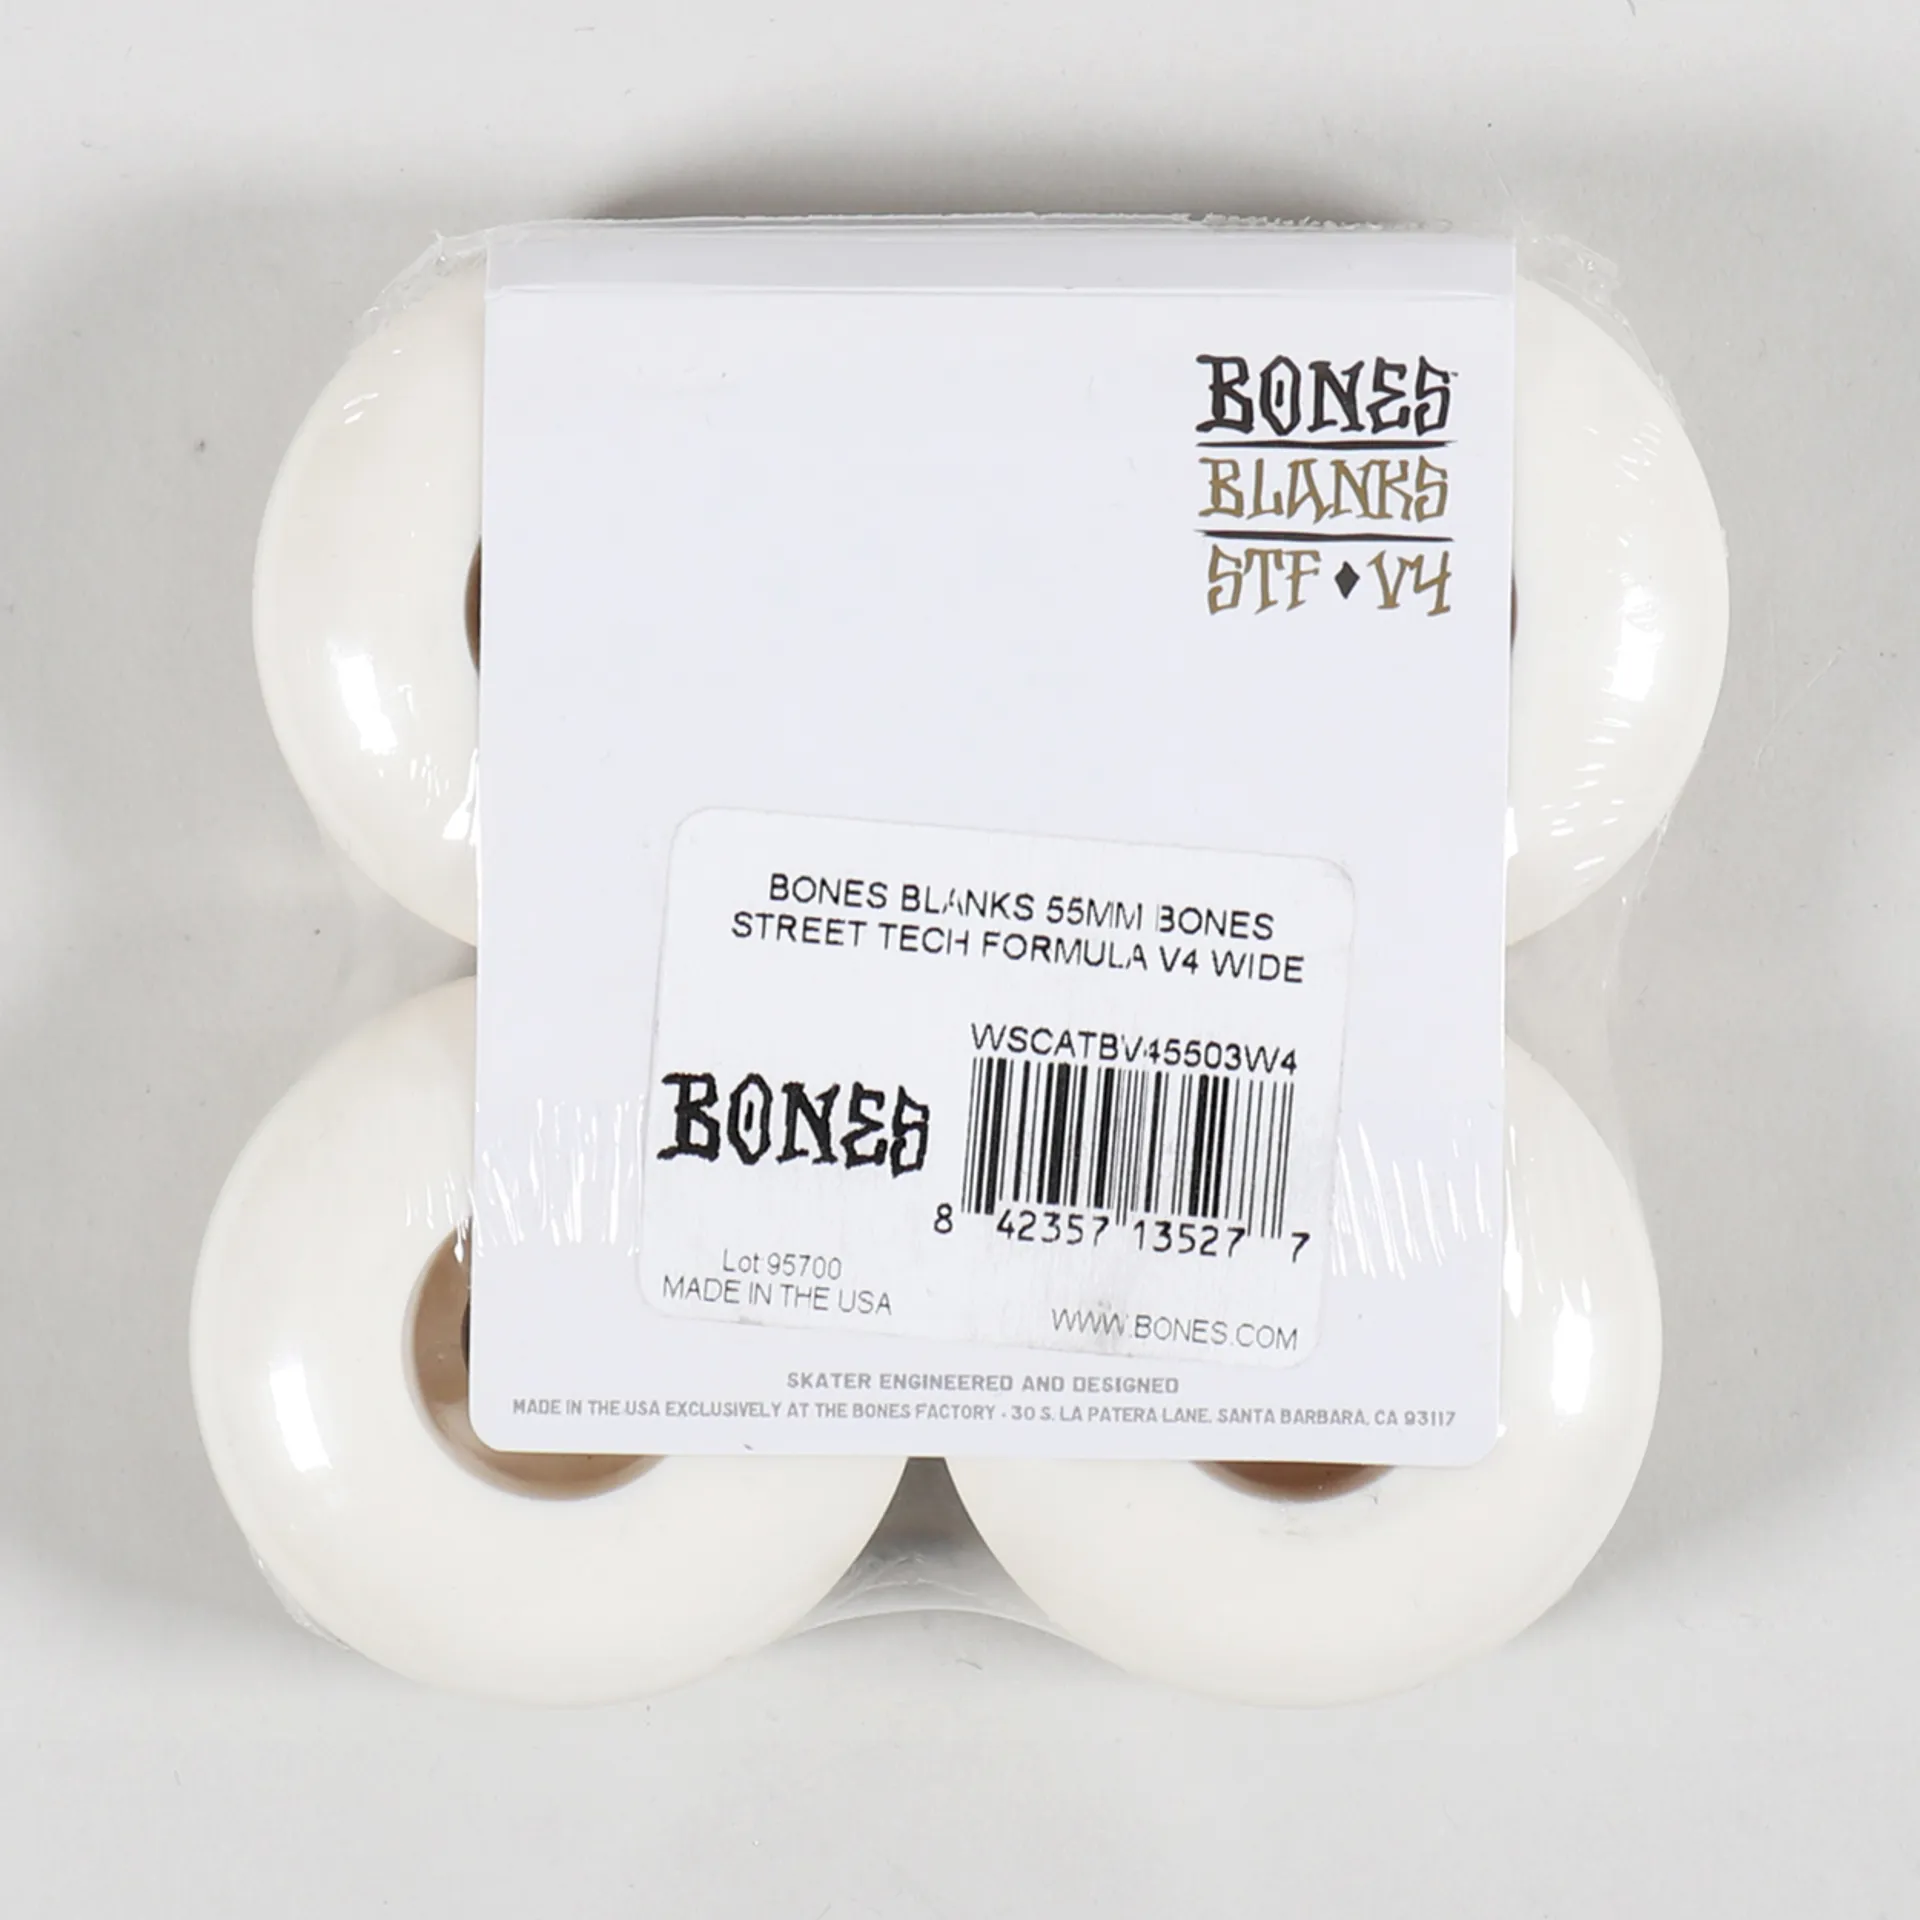 BONES™
BLANKS
STF♦V4
BONES BLANKS 55MM BONES
STREET TECH FORMULA V4 WIDE
WSCATBV45503W4
BONES
8 42357 13527 7
Lot 95700
MADE IN THE USA
WWW.BONES.COM
SKATER ENGINEERED AND DESIGNED
MADE IN THE USA EXCLUSIVELY AT THE BONES FACTORY • 30 S. LA PATERA LANE, SANTA BARBARA, CA 93117